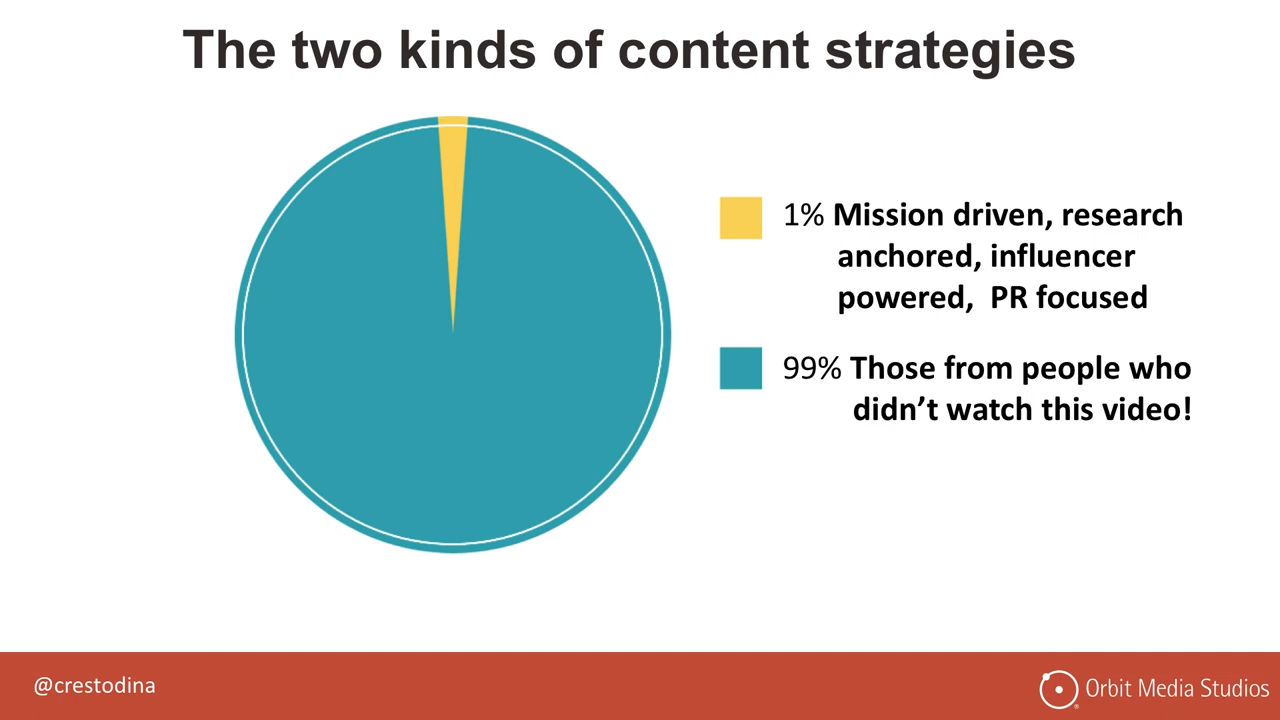 The two kinds of content strategies
1% Mission driven, research
anchored, influencer
powered, PR focused
99% Those from people who
didn’t watch this video!
@crestodina
Orbit Media Studios
®